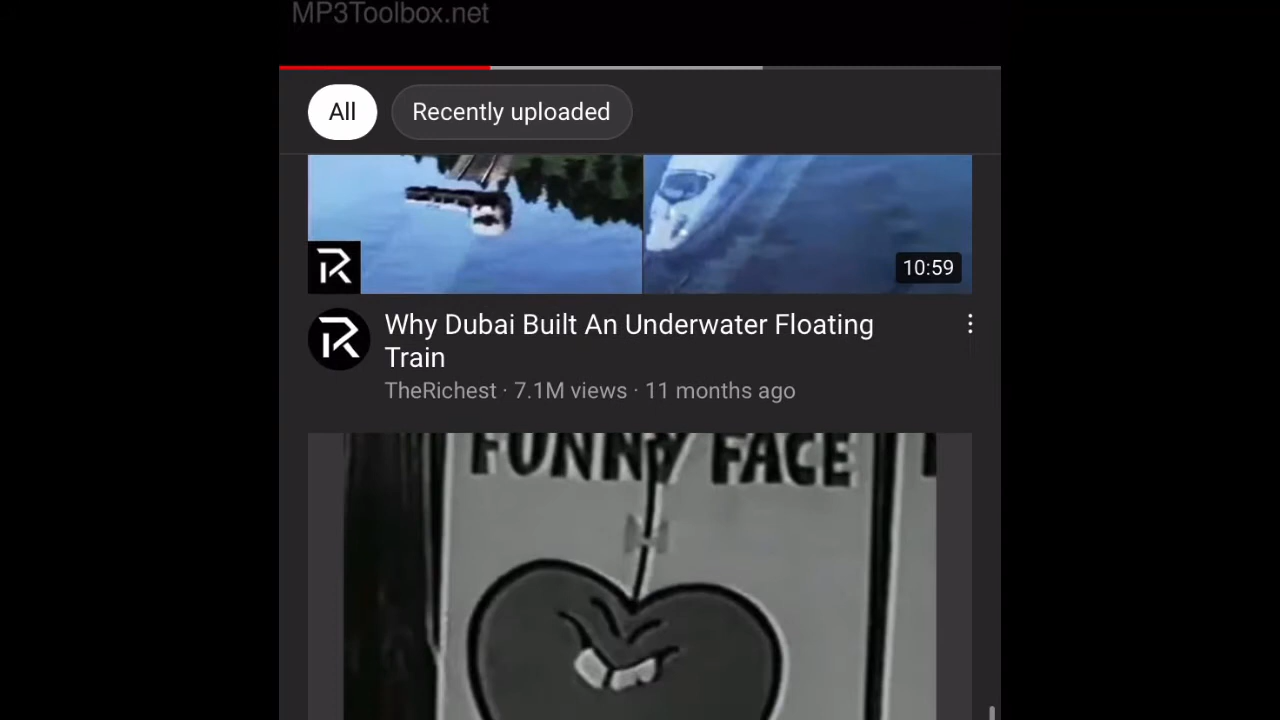 MP3Toolbox.net
All
Recently uploaded
10:59
Why Dubai Built An Underwater Floating
Train
TheRichest · 7.1M views · 11 months ago
FUNNY FACE